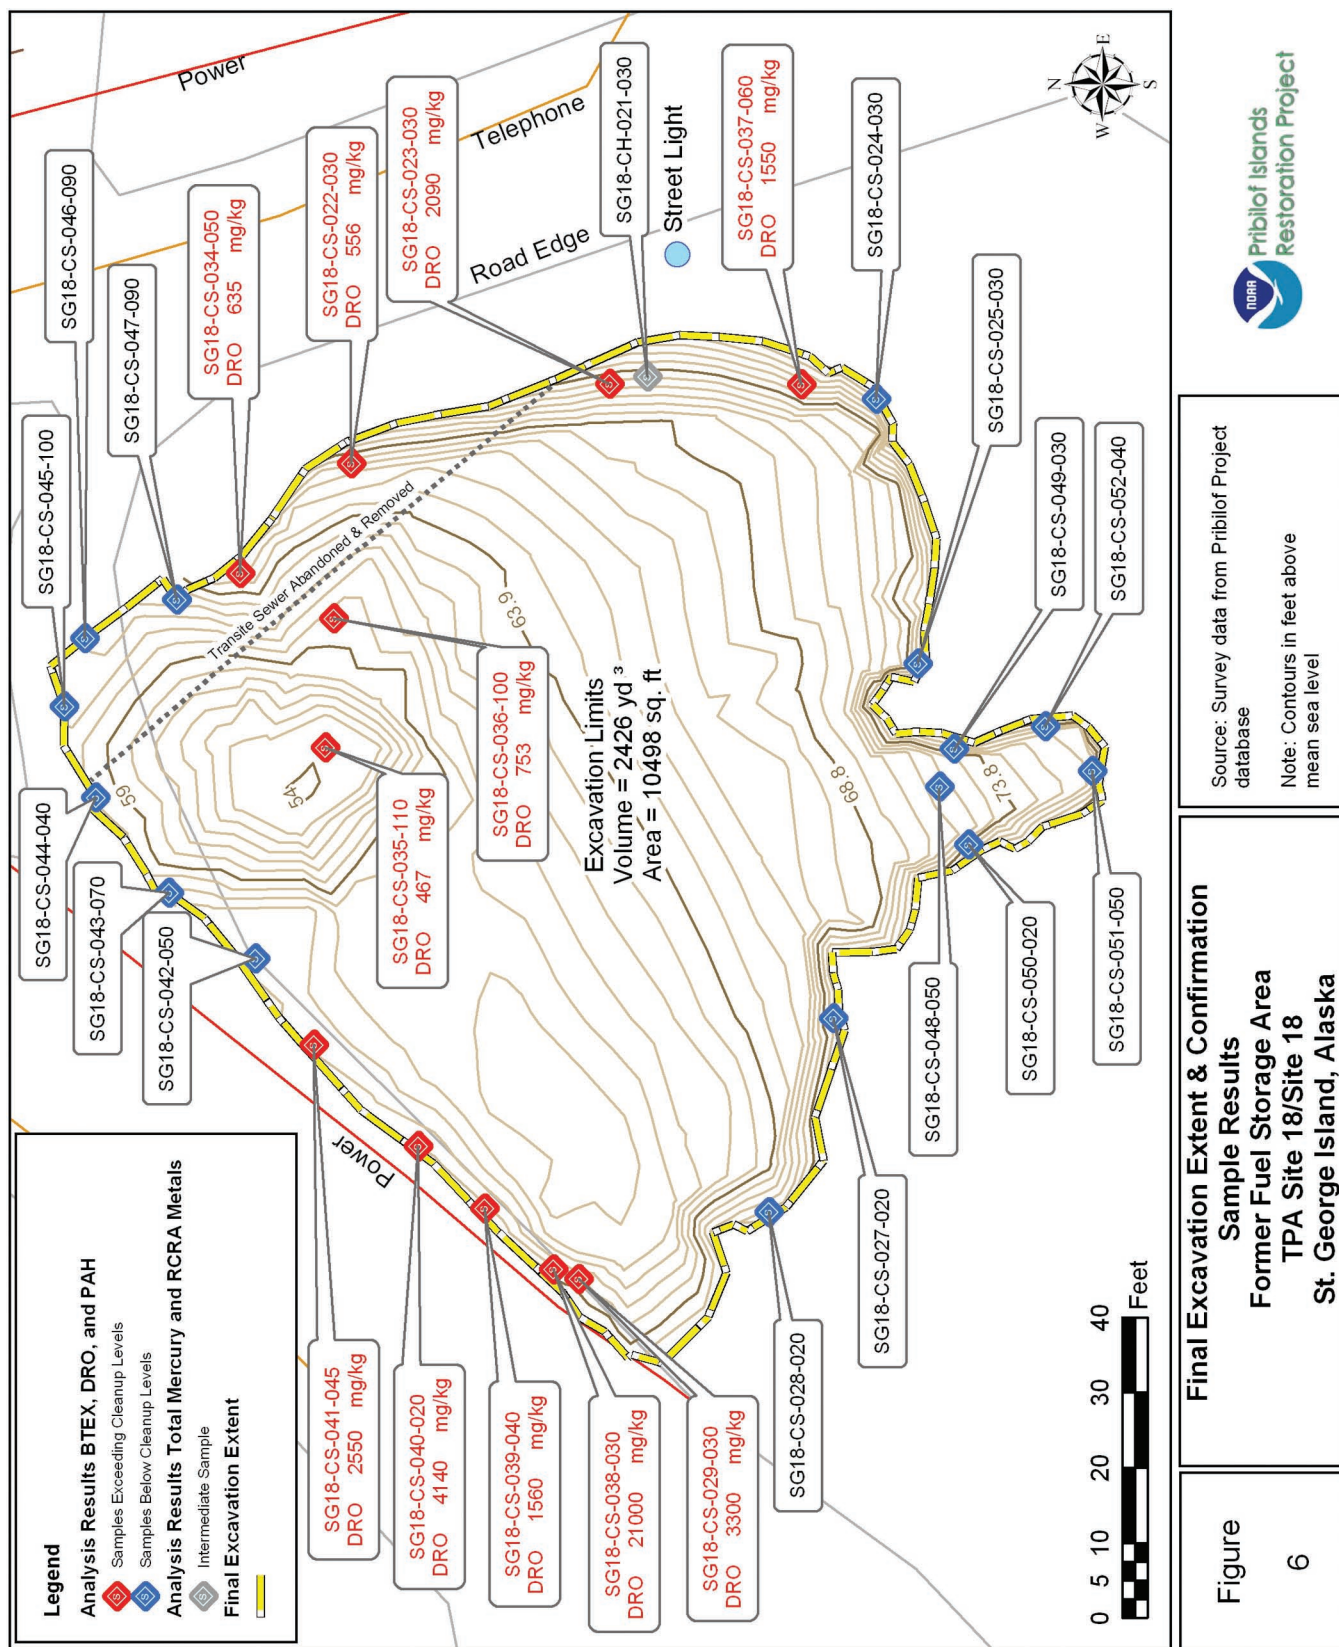 Legend
Analysis Results BTEX, DRO, and PAH
Samples Exceeding Cleanup Levels
Samples Below Cleanup Levels
Analysis Results Total Mercury and RCRA Metals
Intermediate Sample
Final Excavation Extent
SG18-CS-042-050
SG18-CS-043-070
SG18-CS-044-040
SG18-CS-045-100
SG18-CS-046-090
SG18-CS-047-090
SG18-CS-034-050
DRO 635 mg/kg
SG18-CS-022-030
DRO 556 mg/kg
SG18-CS-023-030
DRO 2090 mg/kg
SG18-CH-021-030
SG18-CS-037-060
DRO 1550 mg/kg
SG18-CS-024-030
SG18-CS-025-030
SG18-CS-049-030
SG18-CS-052-040
SG18-CS-051-050
SG18-CS-050-020
SG18-CS-048-050
SG18-CS-027-020
SG18-CS-028-020
SG18-CS-029-030
DRO 3300 mg/kg
SG18-CS-038-030
DRO 21000 mg/kg
SG18-CS-039-040
DRO 1560 mg/kg
SG18-CS-040-020
DRO 4140 mg/kg
SG18-CS-041-045
DRO 2550 mg/kg
SG18-CS-035-110
DRO 467 mg/kg
SG18-CS-036-100
DRO 753 mg/kg
Power
Power
Telephone
Road Edge
Street Light
Transite Sewer Abandoned & Removed
59
54
63.9
68.8
73.8
Excavation Limits
Volume = 2426 yd³
Area = 10498 sq. ft
N
W
E
S
0 5 10 20 30 40
Feet
Figure
6
Final Excavation Extent & Confirmation
Sample Results
Former Fuel Storage Area
TPA Site 18/Site 18
St. George Island, Alaska
Source: Survey data from Pribilof Project
database
Note: Contours in feet above
mean sea level
NOAA
Pribilof Islands
Restoration Project